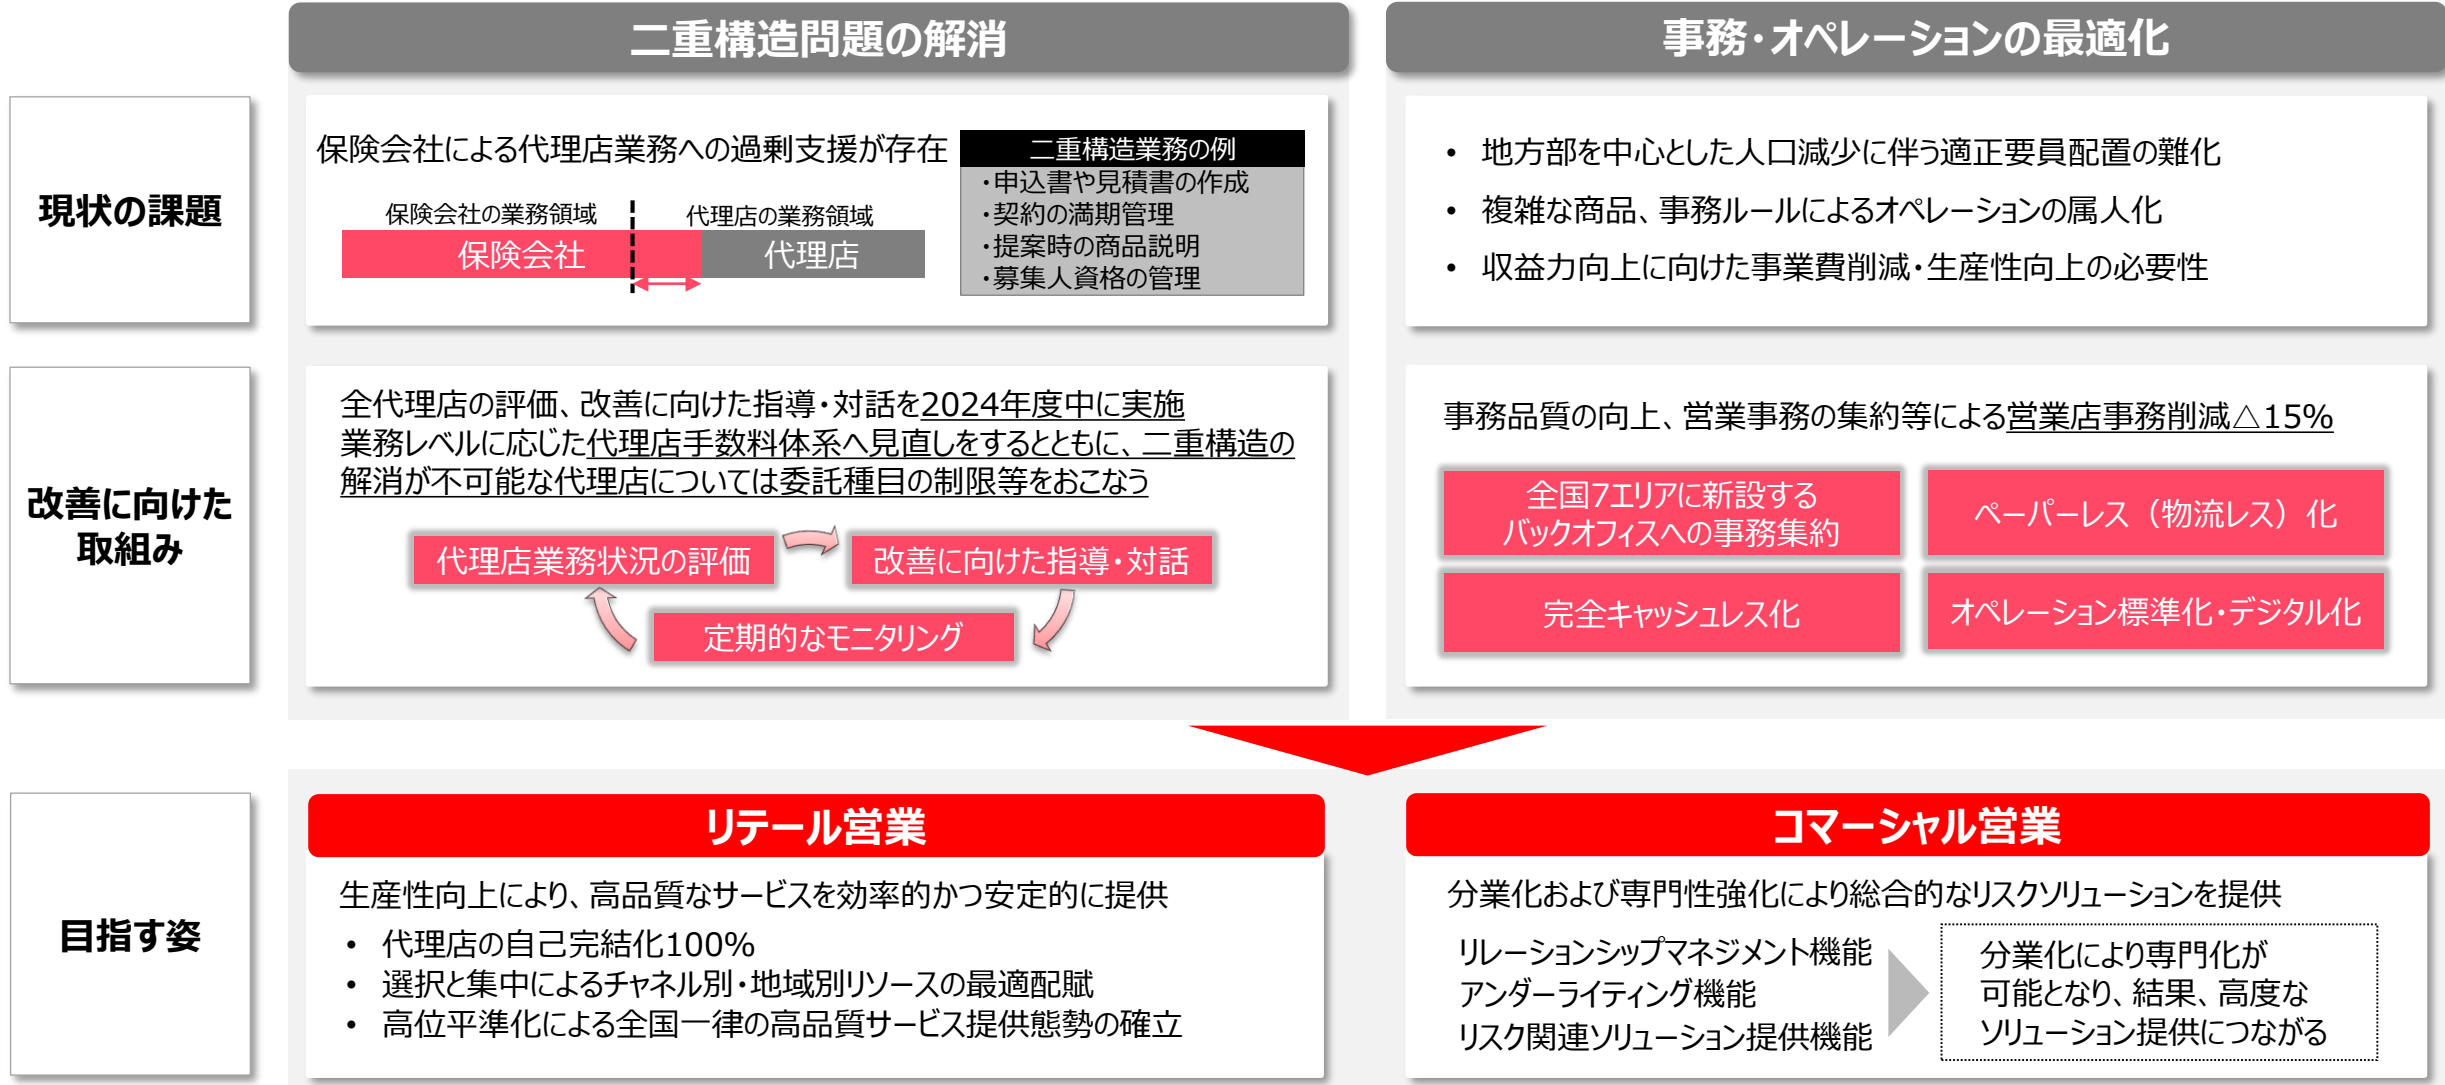 二重構造問題の解消
事務・オペレーションの最適化
現状の課題
保険会社による代理店業務への過剰支援が存在
保険会社の業務領域
代理店の業務領域
保険会社
代理店
二重構造業務の例
・申込書や見積書の作成
・契約の満期管理
・提案時の商品説明
・募集人資格の管理
• 地方部を中心とした人口減少に伴う適正要員配置の難化
• 複雑な商品、事務ルールによるオペレーションの属人化
• 収益力向上に向けた事業費削減・生産性向上の必要性
改善に向けた
取組み
全代理店の評価、改善に向けた指導・対話を2024年度中に実施
業務レベルに応じた代理店手数料体系へ見直しをするとともに、二重構造の
解消が不可能な代理店については委託種目の制限等をおこなう
代理店業務状況の評価
改善に向けた指導・対話
定期的なモニタリング
事務品質の向上、営業事務の集約等による営業店事務削減△15%
全国7エリアに新設する
バックオフィスへの事務集約
ペーパーレス（物流レス）化
完全キャッシュレス化
オペレーション標準化・デジタル化
目指す姿
リテール営業
生産性向上により、高品質なサービスを効率的かつ安定的に提供
• 代理店の自己完結化100%
• 選択と集中によるチャネル別・地域別リソースの最適配賦
• 高位平準化による全国一律の高品質サービス提供態勢の確立
コマーシャル営業
分業化および専門性強化により総合的なリスクソリューションを提供
リレーションシップマネジメント機能
アンダーライティング機能
リスク関連ソリューション提供機能
分業化により専門化が
可能となり、結果、高度な
ソリューション提供につながる